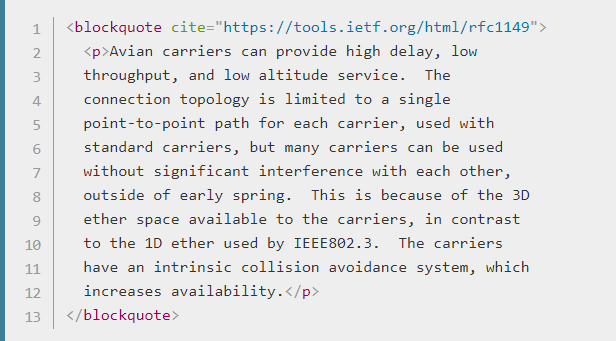 1 <blockquote cite="https://tools.ietf.org/html/rfc1149">
2   <p>Avian carriers can provide high delay, low
3   throughput, and low altitude service.  The
4   connection topology is limited to a single
5   point-to-point path for each carrier, used with
6   standard carriers, but many carriers can be used
7   without significant interference with each other,
8   outside of early spring.  This is because of the 3D
9   ether space available to the carriers, in contrast
10   to the 1D ether used by IEEE802.3.  The carriers
11   have an intrinsic collision avoidance system, which
12   increases availability.</p>
13 </blockquote>